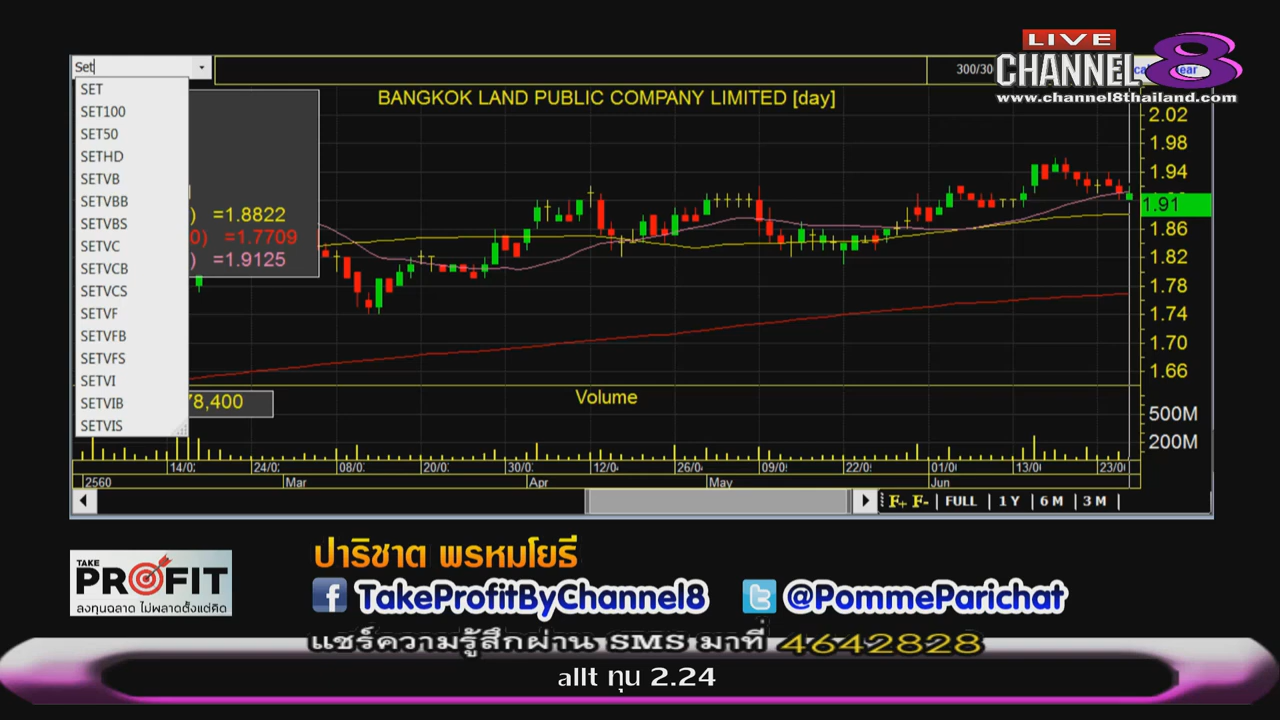 LIVE
CHANNEL 8
www.channel8thailand.com
Set
300/30
BANGKOK LAND PUBLIC COMPANY LIMITED [day]
SET
SET100
SET50
SETHD
SETVB
SETVBB
SETVBS
SETVC
SETVCB
SETVCS
SETVF
SETVFB
SETVFS
SETVI
SETVIB
SETVIS
) =1.8822
0) =1.7709
) =1.9125
2.02
1.98
1.94
1.91
1.86
1.82
1.78
1.74
1.70
1.66
78,400
Volume
500M
200M
14/0 24/0 08/0 20/0 30/0 12/0 26/0 09/0 22/0 01/0 13/0 23/0
2560 Mar Apr May Jun
F+ F- | FULL | 1 Y | 6 M | 3 M |
TAKE
PROFIT
ลงทุนฉลาด ไม่พลาดตั้งแต่คิด
ปาริชาต พรหมโยธี
TakeProfitByChannel8 @PommeParichat
แชร์ความรู้สึกผ่าน SMS มาที่ 4642828
allt ทุน 2.24